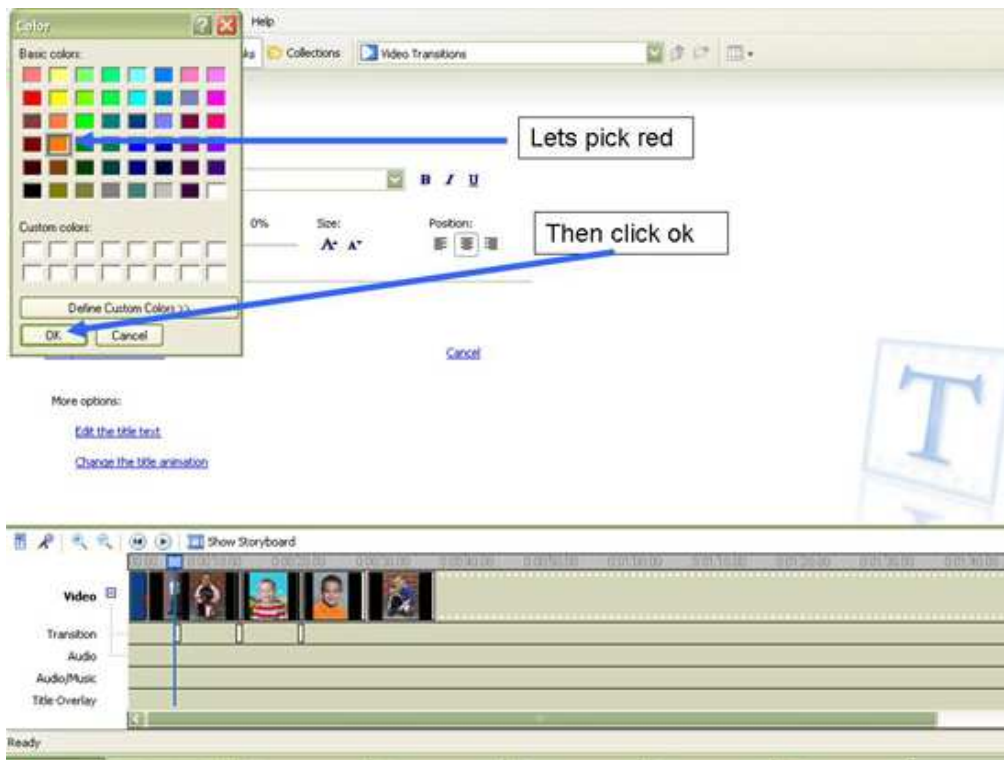 Color
Help
Basic colors:
Collections
Video Transitions
Lets pick red
B I U
Custom colors:
0%
Size:
Position:
Then click ok
Define Custom Colors >>
OK
Cancel
Cancel
More options:
Edit the title text
Change the title animation
T
Show Storyboard
Video
Transition
Audio
Audio/Music
Title Overlay
Ready